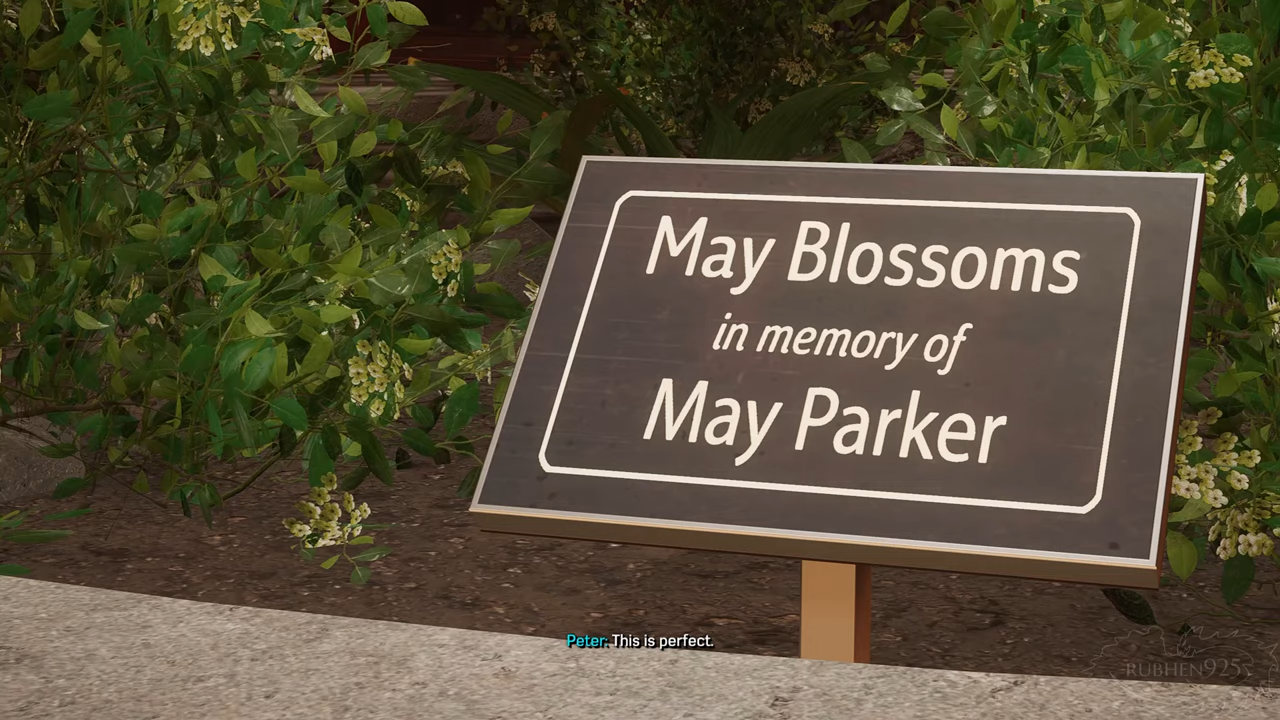 May Blossoms
in memory of
May Parker
Peter: This is perfect.
RUBHEN925